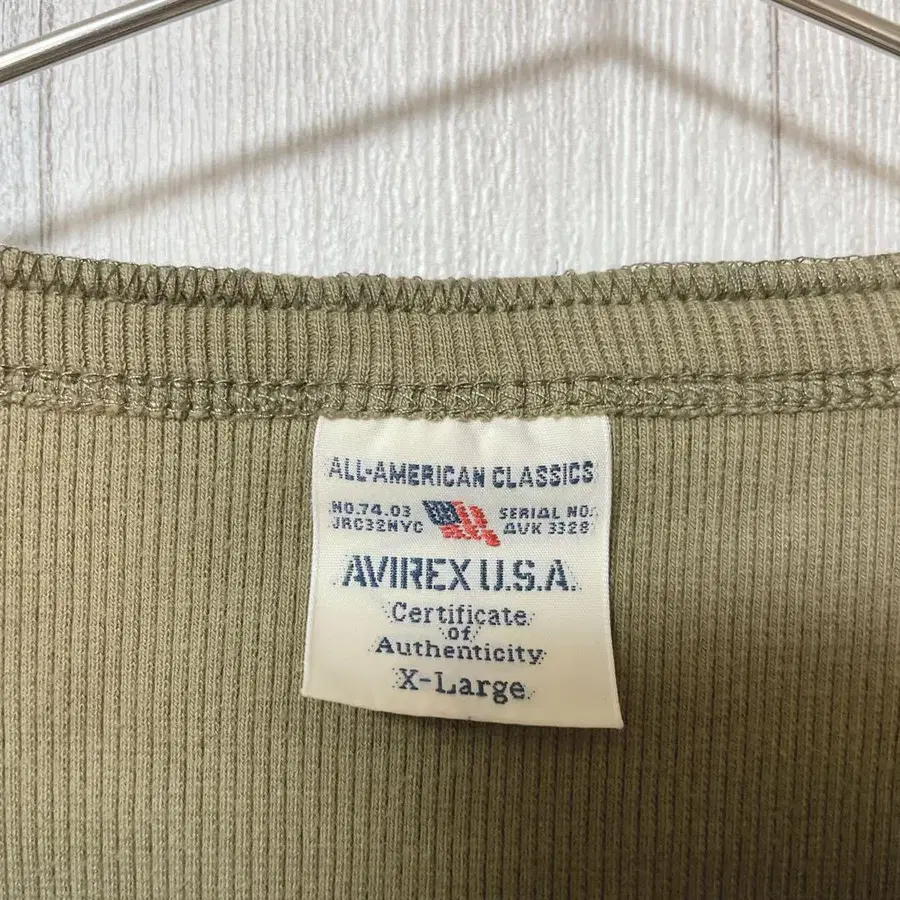 ALL-AMERICAN CLASSICS
NO.74.03 SERIAL NO.
JRC32NYC AVK 3328
AVIREX U.S.A.
Certificate
of
Authenticity
X-Large